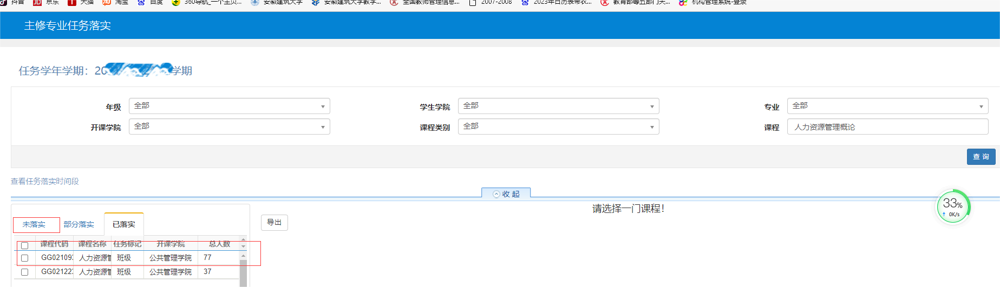 抖音 京东 天猫 淘宝 百度 360导航_一个主页... 安徽建筑大学 安徽建筑大学教学... 全国教师管理信息... 2007-2008 2023年日历表带农... 教育部等五部门关... 机构管理系统-登录
主修专业任务落实
任务学年学期：20 学期
年级 全部 学生学院 全部 专业 全部
开课学院 全部 课程类别 全部 课程 人力资源管理概论
查 询
查看任务落实时间段
收 起
请选择一门课程！
33%
0K/s
未落实 部分落实 已落实 导出
课程代码 课程名称 任务标记 开课学院 总人数
GG02109 人力资源管 班级 公共管理学院 77
GG02122 人力资源管 班级 公共管理学院 37